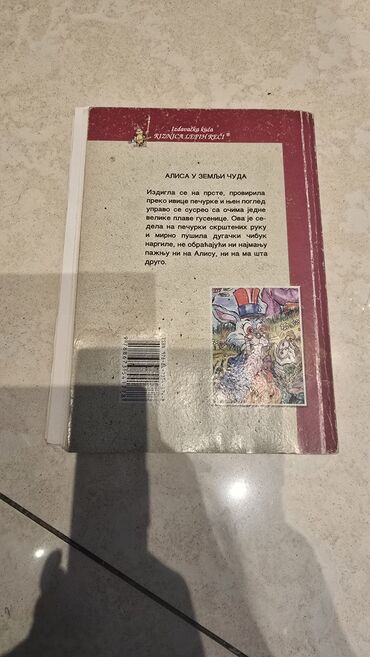 Izdavačka kuća
RIZNICA LEPIH REČI®
АЛИСА У ЗЕМЉИ ЧУДА
Издигла се на прсте, провирила
преко ивице печурке и њен поглед
управо се сусрео са очима једне
велике плаве гусенице. Ова је се-
дела на печурки скрштених руку
и мирно пушила дугачки чибук
наргиле, не обраћајући ни најмању
пажњу ни на Алису, ни на ма шта
друго.